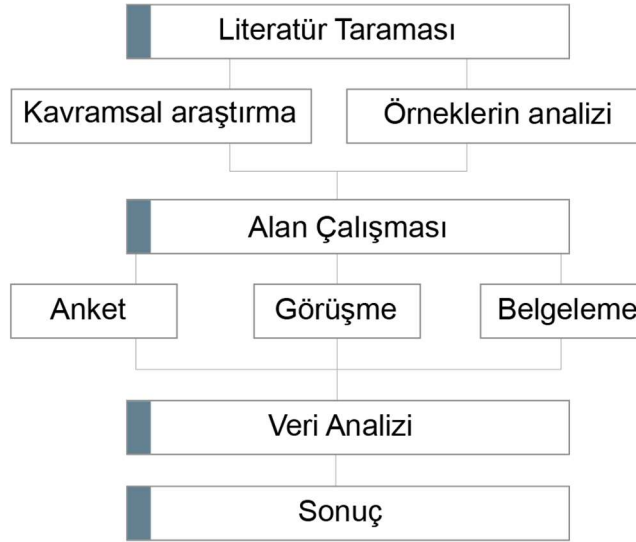 Literatür Taraması
Kavramsal araştırma
Örneklerin analizi
Alan Çalışması
Anket
Görüşme
Belgeleme
Veri Analizi
Sonuç